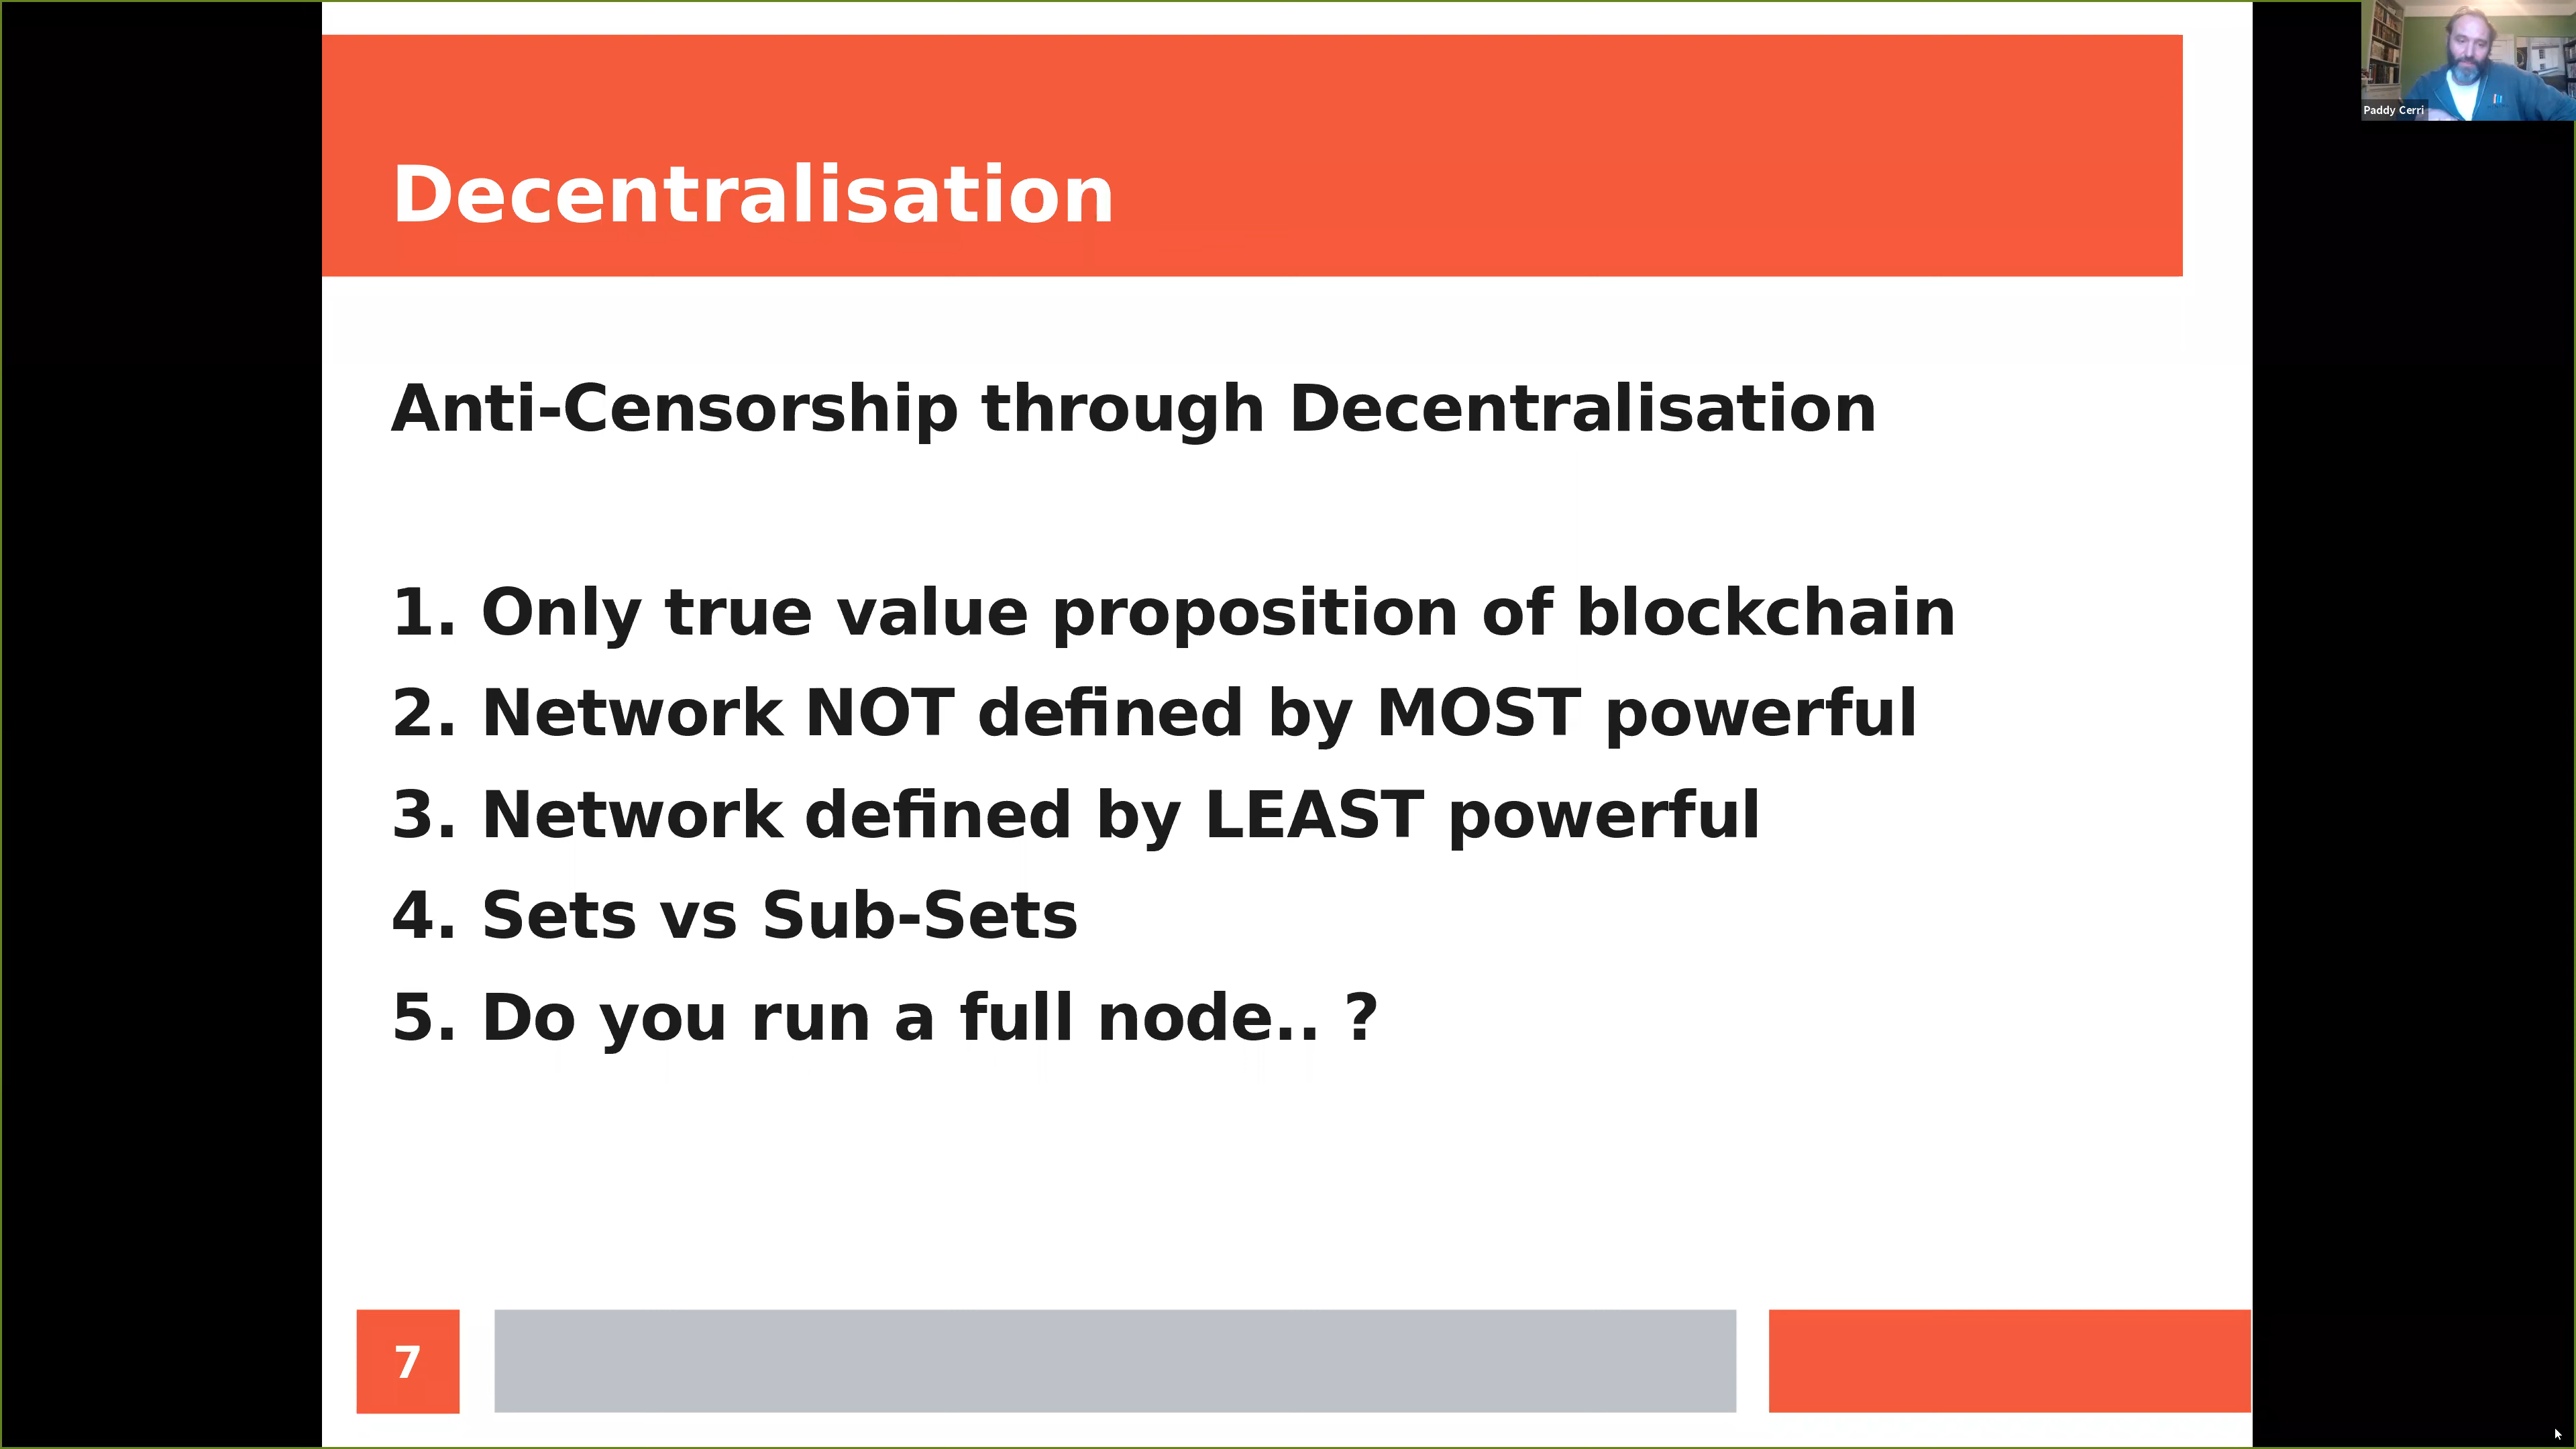 Paddy Cerri
Decentralisation
Anti-Censorship through Decentralisation
1. Only true value proposition of blockchain
2. Network NOT defined by MOST powerful
3. Network defined by LEAST powerful
4. Sets vs Sub-Sets
5. Do you run a full node.. ?
7